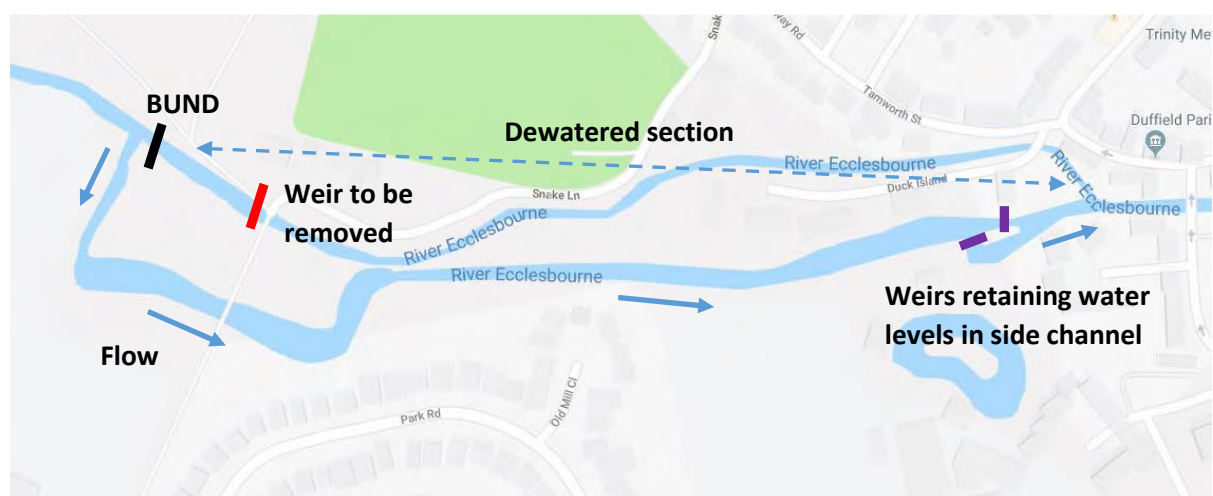 Trinity Me
Snak
way Rd
BUND
Tamworth St
Duffield Pari
Dewatered section
River Ecclesbourne
Duck Island
River Ecclesbourne
Snake Ln
Weir to be
removed
River Ecclesbourne
River Ecclesbourne
Weirs retaining water
levels in side channel
Flow
Old Mill Cl
Park Rd